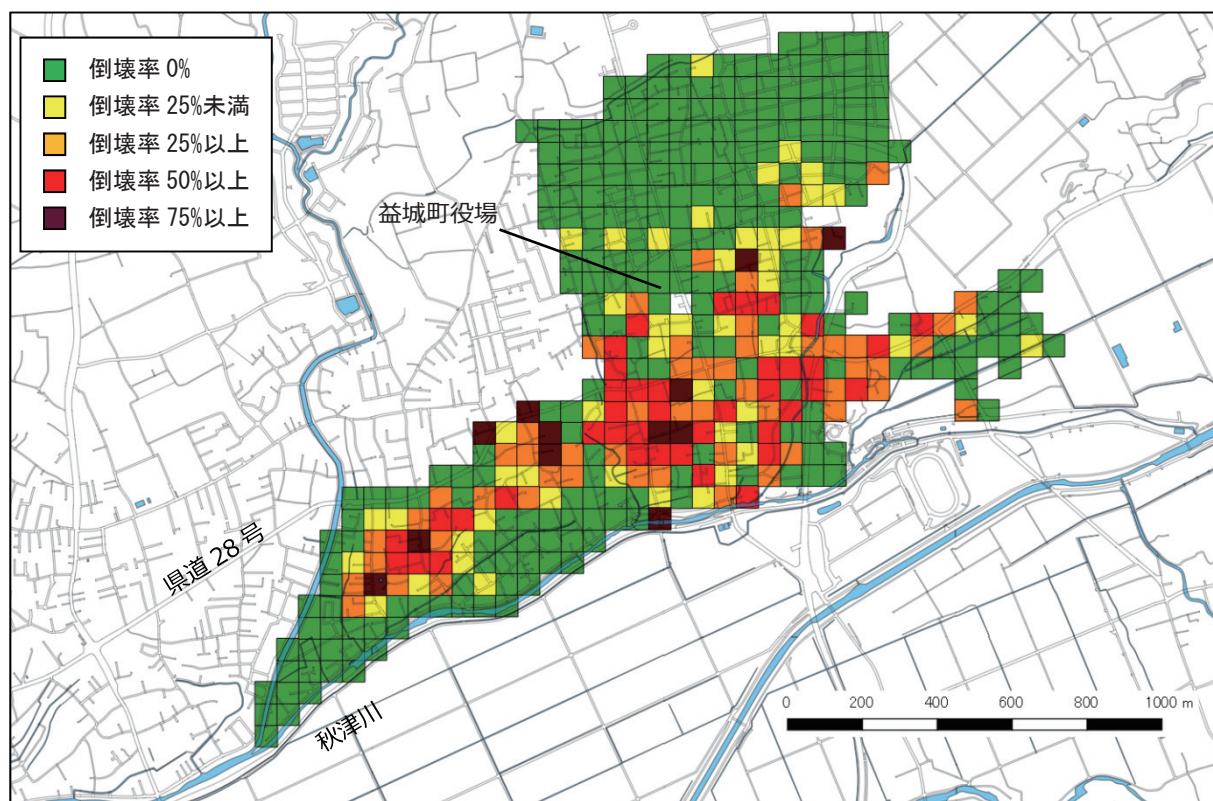 倒壊率 0%
倒壊率 25%未満
倒壊率 25%以上
倒壊率 50%以上
倒壊率 75%以上
益城町役場
県道 28 号
秋津川
0 200 400 600 800 1000 m